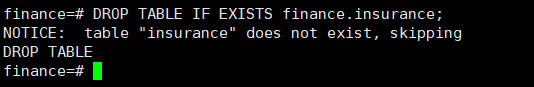 finance=# DROP TABLE IF EXISTS finance.insurance;
NOTICE:  table "insurance" does not exist, skipping
DROP TABLE
finance=#